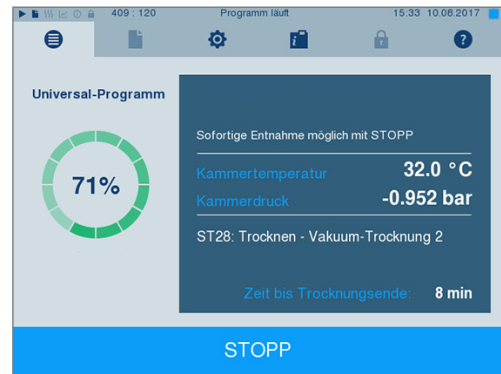 409 : 120 Programm läuft 15:33 10.08.2017
Universal-Programm
71%
Sofortige Entnahme möglich mit STOPP
Kammertemperatur 32.0 °C
Kammerdruck -0.952 bar
ST28: Trocknen - Vakuum-Trocknung 2
Zeit bis Trocknungsende: 8 min
STOPP